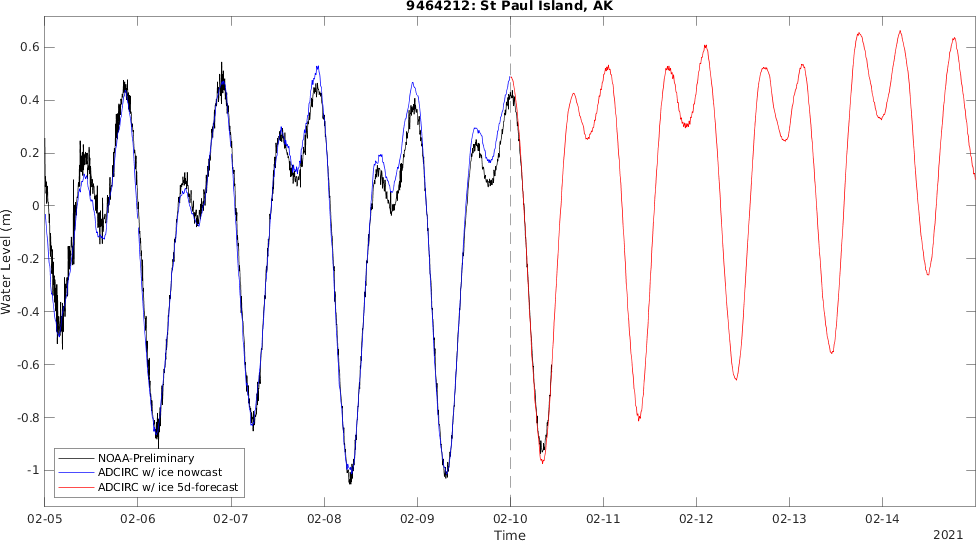 9464212: St Paul Island, AK
Water Level (m)
0.6
0.4
0.2
0
-0.2
-0.4
-0.6
-0.8
-1
NOAA-Preliminary
ADCIRC w/ ice nowcast
ADCIRC w/ ice 5d-forecast
02-05 02-06 02-07 02-08 02-09 02-10 02-11 02-12 02-13 02-14
Time
2021